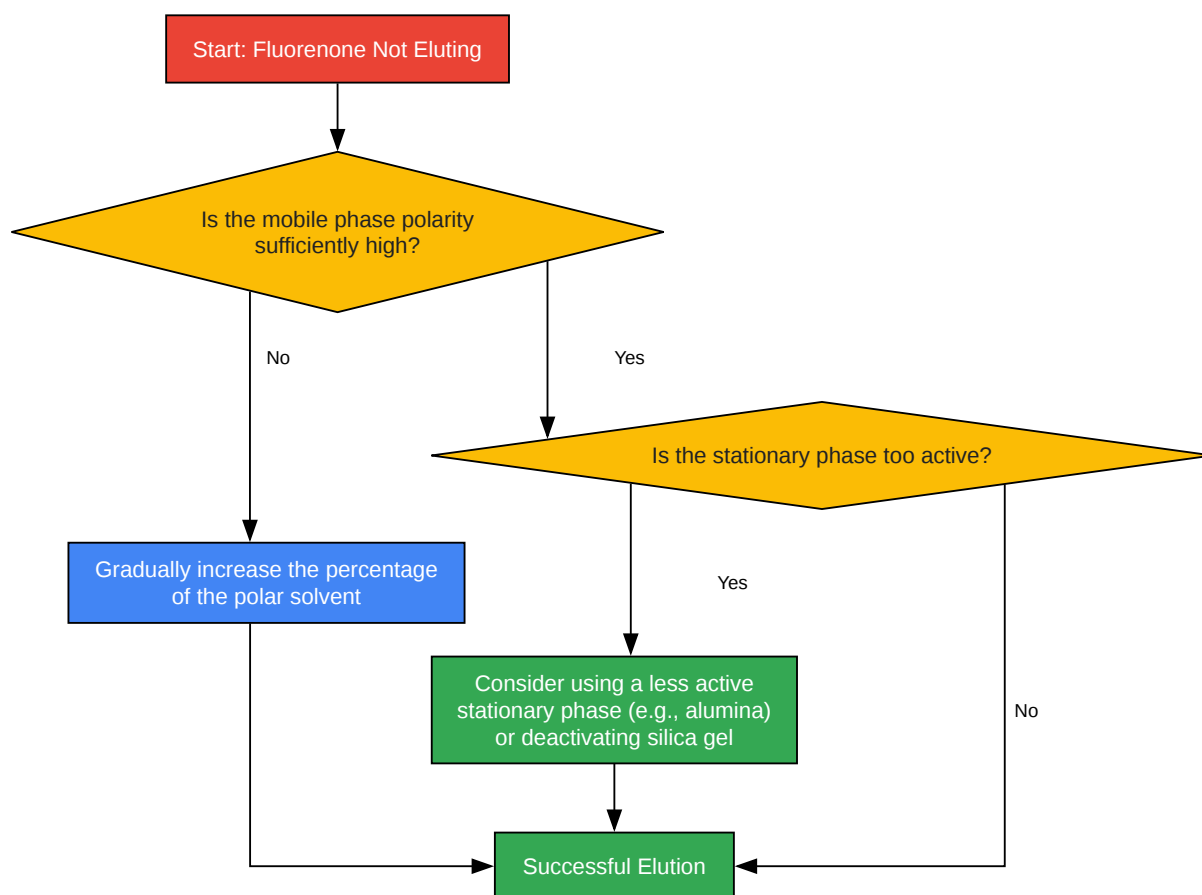 Start: Fluorenone Not Eluting
Is the mobile phase polarity
sufficiently high?
No
Yes
Is the stationary phase too active?
Gradually increase the percentage
of the polar solvent
Yes
Consider using a less active
stationary phase (e.g., alumina)
or deactivating silica gel
No
Successful Elution